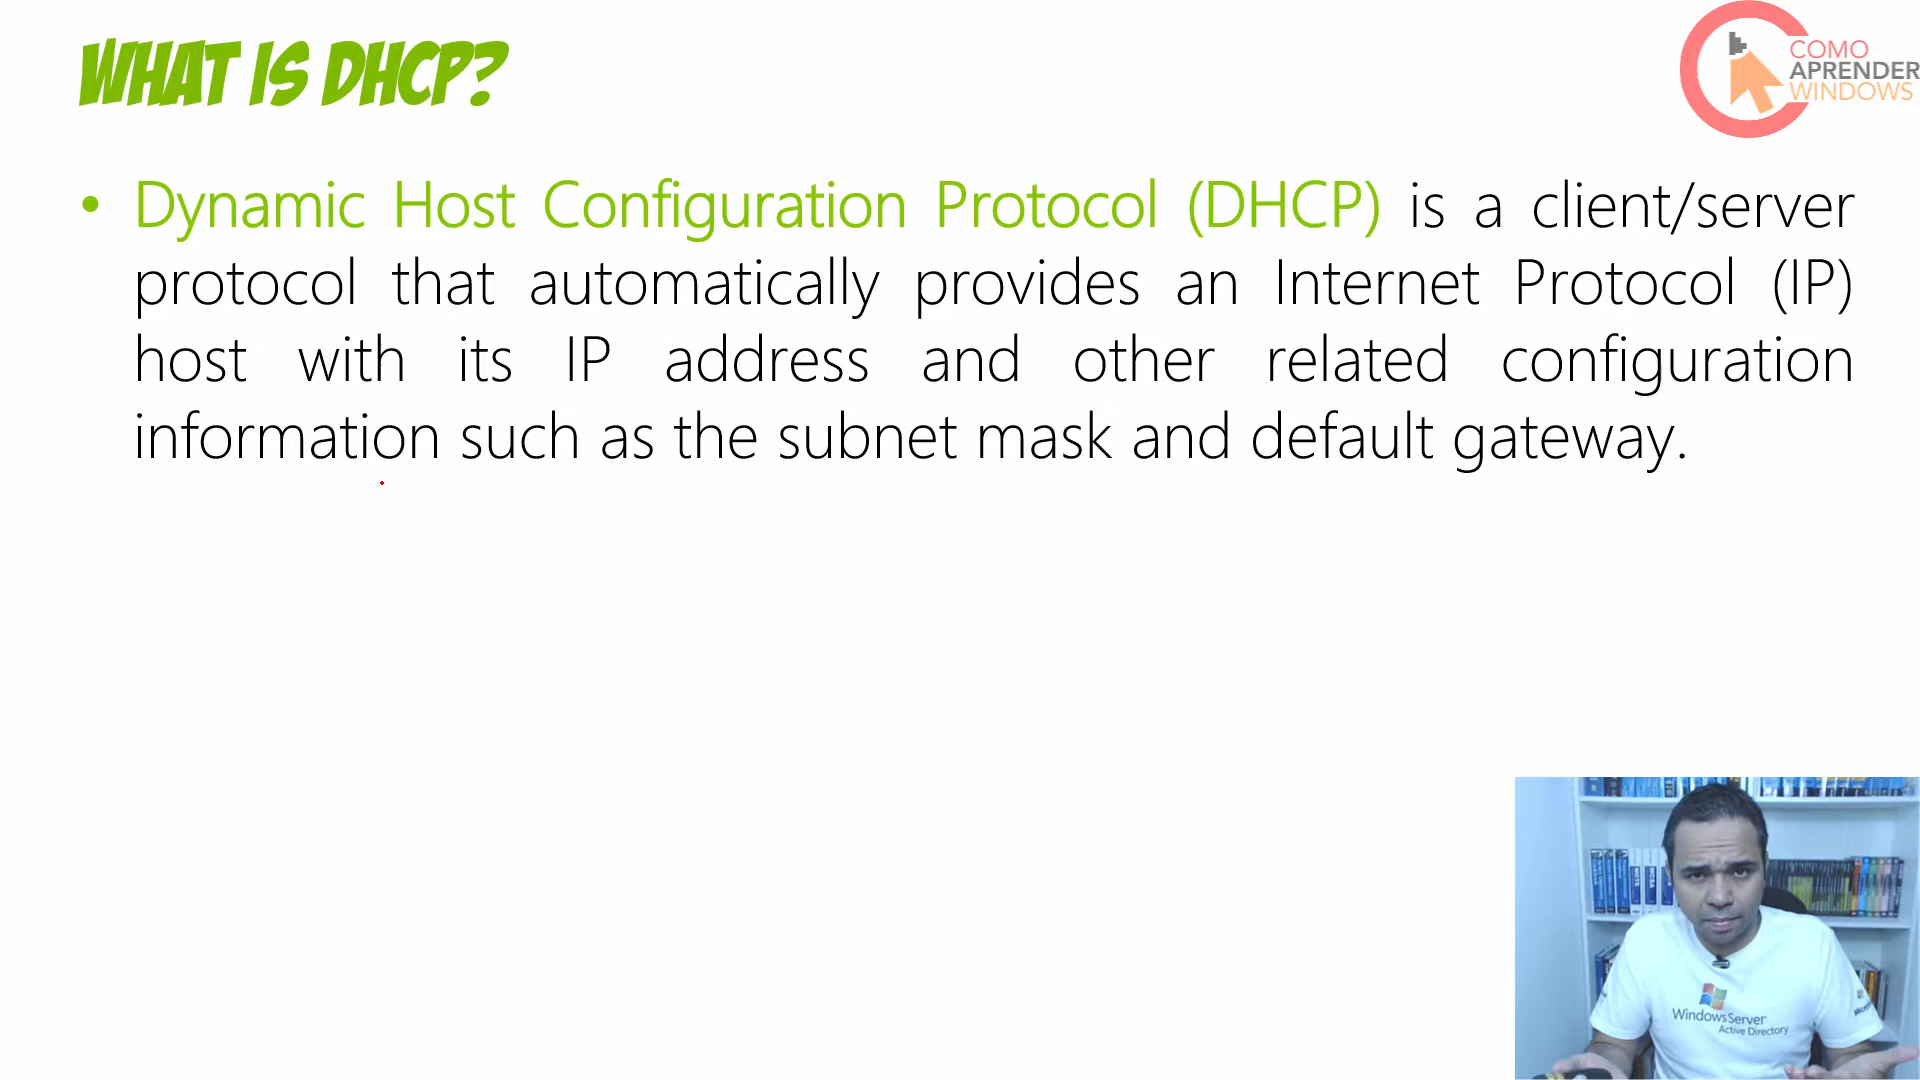 WHAT IS DHCP?
COMO
APRENDER
WINDOWS
• Dynamic Host Configuration Protocol (DHCP) is a client/server
protocol that automatically provides an Internet Protocol (IP)
host with its IP address and other related configuration
information such as the subnet mask and default gateway.
WindowsServer
Active Directory